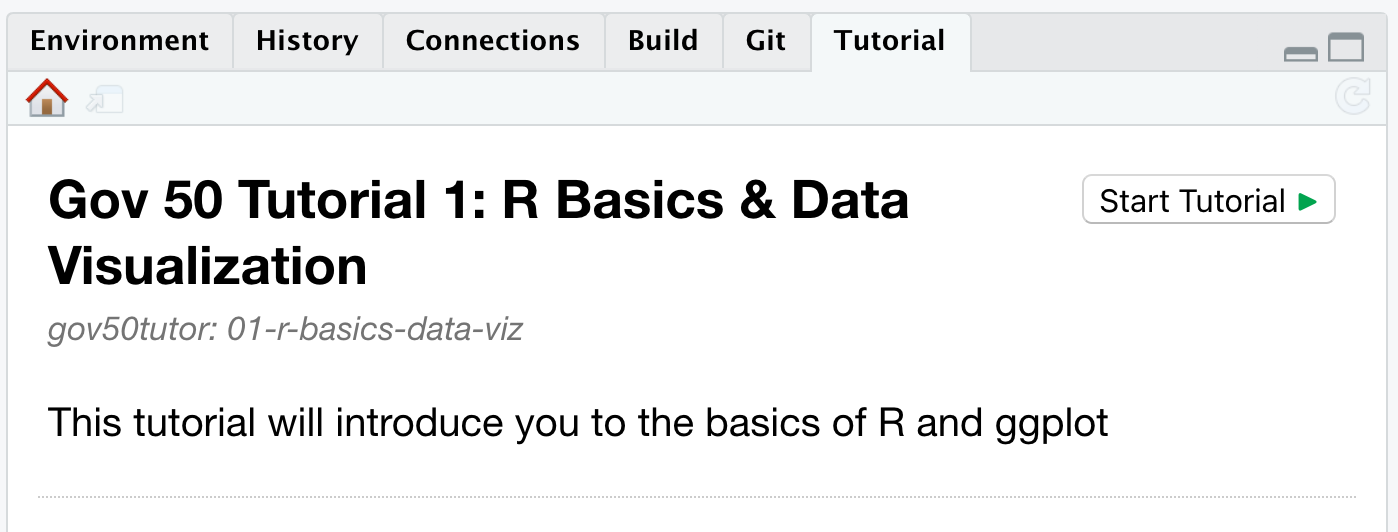 Environment History Connections Build Git Tutorial
Gov 50 Tutorial 1: R Basics & Data
Visualization
Start Tutorial
gov50tutor: 01-r-basics-data-viz
This tutorial will introduce you to the basics of R and ggplot